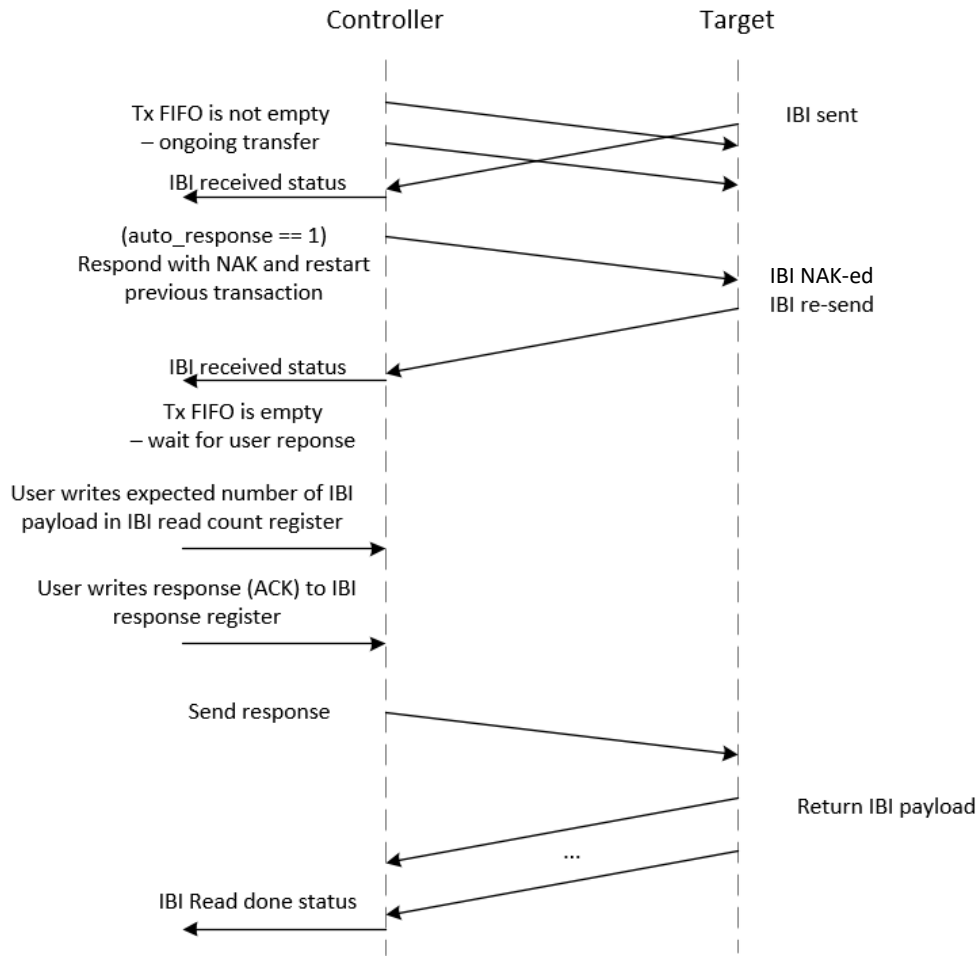 Controller
Target
Tx FIFO is not empty
– ongoing transfer
IBI sent
IBI received status
(auto_response == 1)
Respond with NAK and restart
previous transaction
IBI NAK-ed
IBI re-send
IBI received status
Tx FIFO is empty
– wait for user reponse
User writes expected number of IBI
payload in IBI read count register
User writes response (ACK) to IBI
response register
Send response
Return IBI payload
...
IBI Read done status